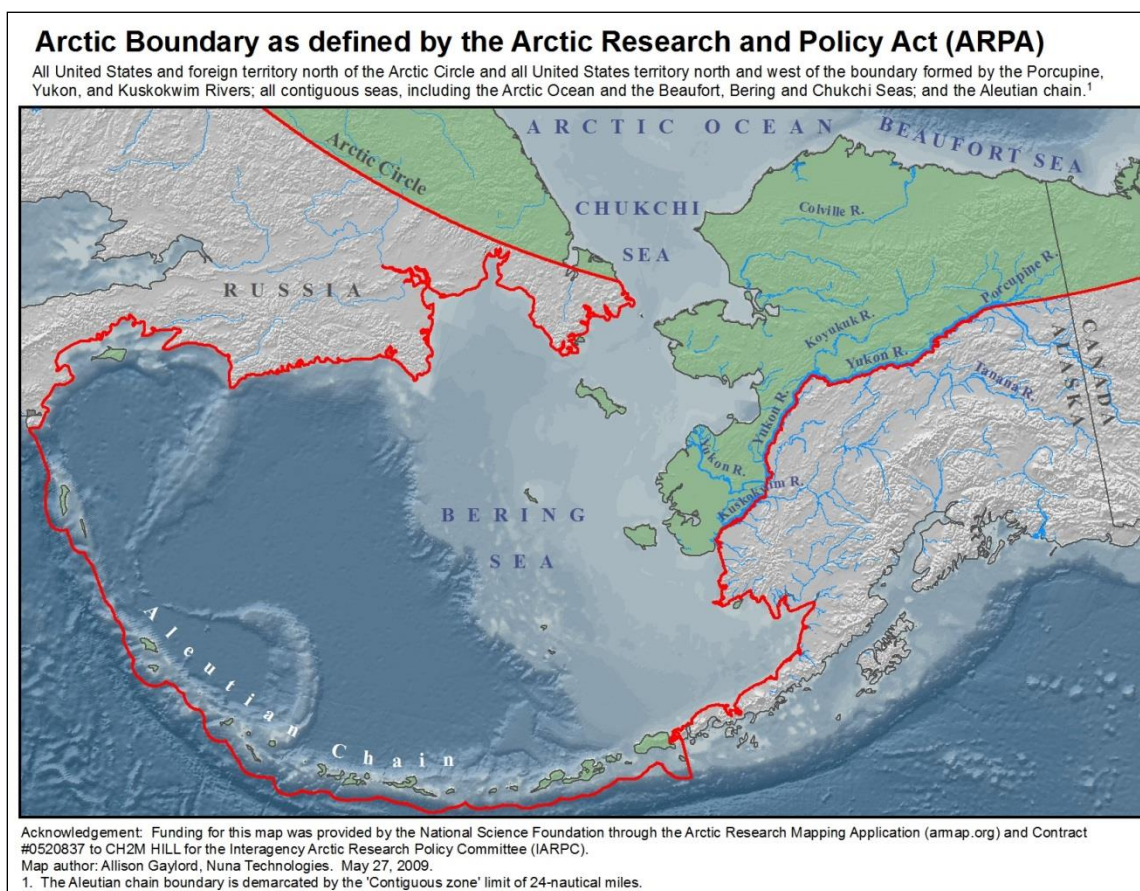 Arctic Boundary as defined by the Arctic Research and Policy Act (ARPA)
All United States and foreign territory north of the Arctic Circle and all United States territory north and west of the boundary formed by the Porcupine,
Yukon, and Kuskokwim Rivers; all contiguous seas, including the Arctic Ocean and the Beaufort, Bering and Chukchi Seas; and the Aleutian chain.¹
ARCTIC OCEAN
BEAUFORT SEA
Arctic Circle
CHUKCHI
SEA
Colville R.
RUSSIA
Porcupine R.
Koyukuk R.
Yukon R.
CANADA
ALASKA
Tanana R.
Yukon R.
Yukon R.
Kuskokwim R.
BERING
SEA
Aleutian
Chain
Acknowledgement: Funding for this map was provided by the National Science Foundation through the Arctic Research Mapping Application (armap.org) and Contract
#0520837 to CH2M HILL for the Interagency Arctic Research Policy Committee (IARPC).
Map author: Allison Gaylord, Nuna Technologies. May 27, 2009.
1. The Aleutian chain boundary is demarcated by the 'Contiguous zone' limit of 24-nautical miles.